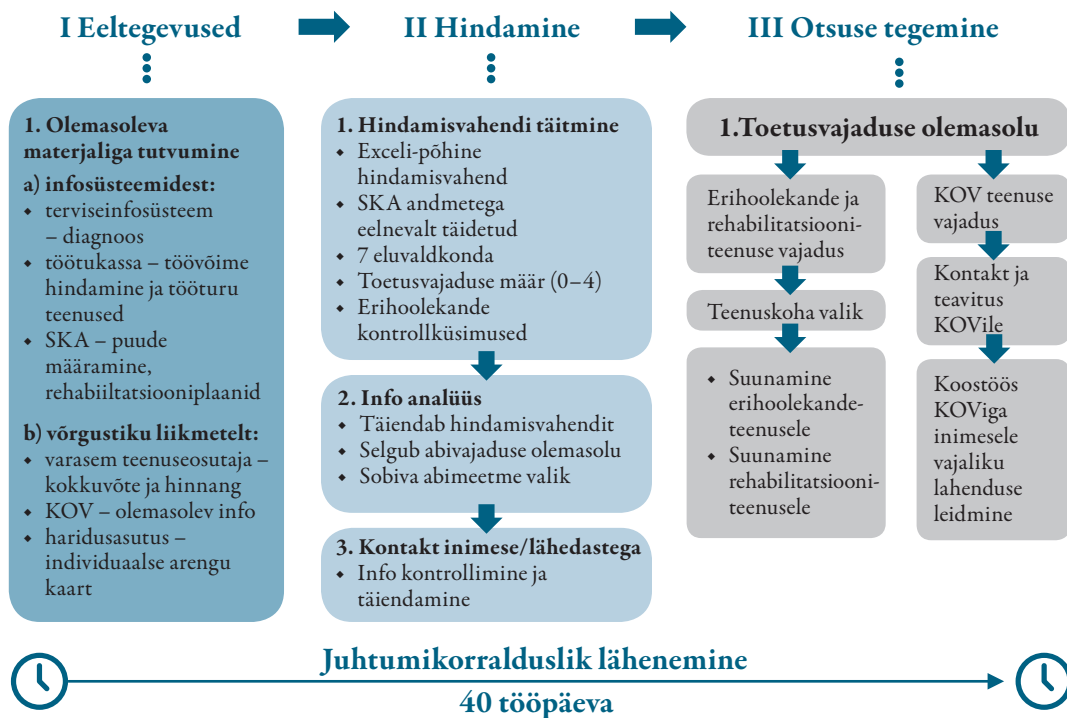 I Eeltegevused
II Hindamine
III Otsuse tegemine
1. Olemasoleva
materjaliga tutvumine
a) infosüsteemidest:
• terviseinfosüsteem
– diagnoos
• töötukassa – töövõime
hindamine ja tööturu
teenused
• SKA – puude
määramine,
rehabiiltatsiooniplaanid
b) võrgustiku liikmetelt:
• varasem teenuseosutaja –
kokkuvõte ja hinnang
• KOV – olemasolev info
• haridusasutus –
individuaalse arengu
kaart
1. Hindamisvahendi täitmine
• Exceli-põhine
hindamisvahend
• SKA andmetega
eelnevalt täidetud
• 7 eluvaldkonda
• Toetusvajaduse määr (0–4)
• Erihoolekande
kontrollküsimused
2. Info analüüs
• Täiendab hindamisvahendit
• Selgub abivajaduse olemasolu
• Sobiva abimeetme valik
3. Kontakt inimese/lähedastega
• Info kontrollimine ja
täiendamine
1.Toetusvajaduse olemasolu
Erihoolekande ja
rehabilitatsiooni-
teenuse vajadus
Teenuskoha valik
• Suunamine
erihoolekande-
teenusele
• Suunamine
rehabilitatsiooni-
teenusele
KOV teenuse
vajadus
Kontakt ja
teavitus
KOVile
Koostöös
KOViga
inimesele
vajaliku
lahenduse
leidmine
Juhtumikorralduslik lähenemine
40 tööpäeva